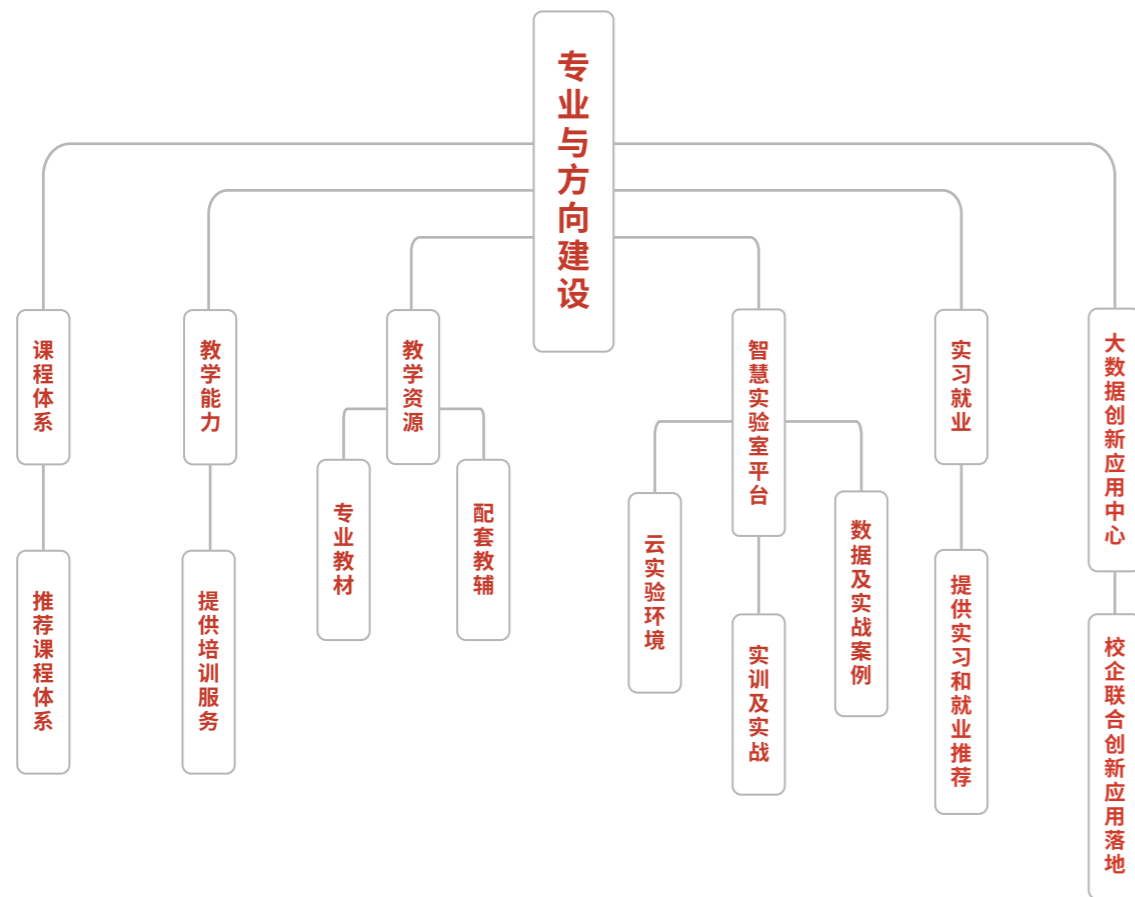 专业与方向建设
课程体系
教学能力
教学资源
智慧实验室平台
实习就业
大数据创新应用中心
专业教材
配套教辅
云实验环境
数据及实战案例
推荐课程体系
提供培训服务
实训及实战
提供实习和就业推荐
校企联合创新应用落地